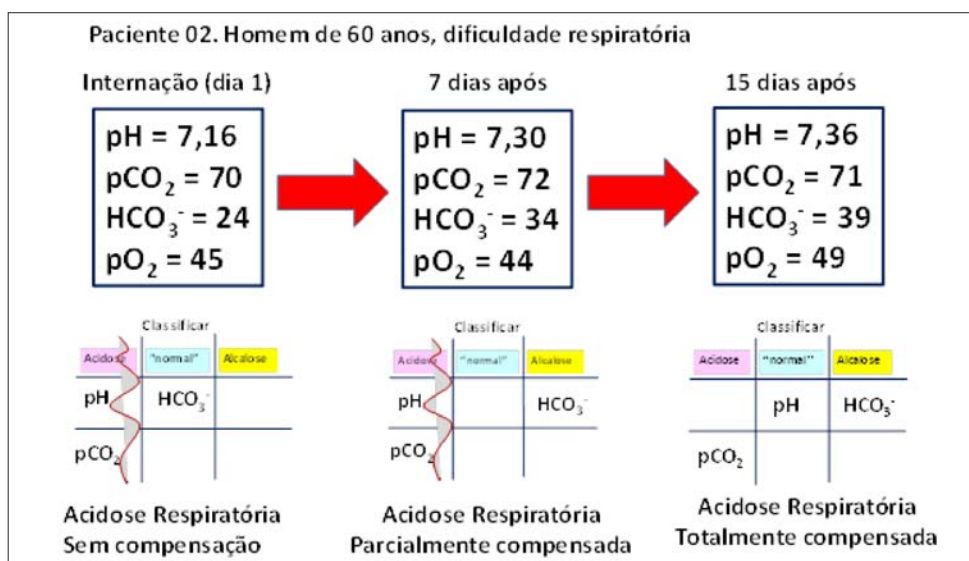 Paciente 02. Homem de 60 anos, dificuldade respiratória
Internação (dia 1)
pH = 7,16
pCO₂ = 70
HCO₃⁻ = 24
pO₂ = 45
7 dias após
pH = 7,30
pCO₂ = 72
HCO₃⁻ = 34
pO₂ = 44
15 dias após
pH = 7,36
pCO₂ = 71
HCO₃⁻ = 39
pO₂ = 49
Classificar
Acidose "normal" Alcalose
pH HCO₃⁻
pCO₂
Acidose Respiratória
Sem compensação
Classificar
Acidose "normal" Alcalose
pH HCO₃⁻
pCO₂
Acidose Respiratória
Parcialmente compensada
Classificar
Acidose "normal" Alcalose
pH HCO₃⁻
pCO₂
Acidose Respiratória
Totalmente compensada